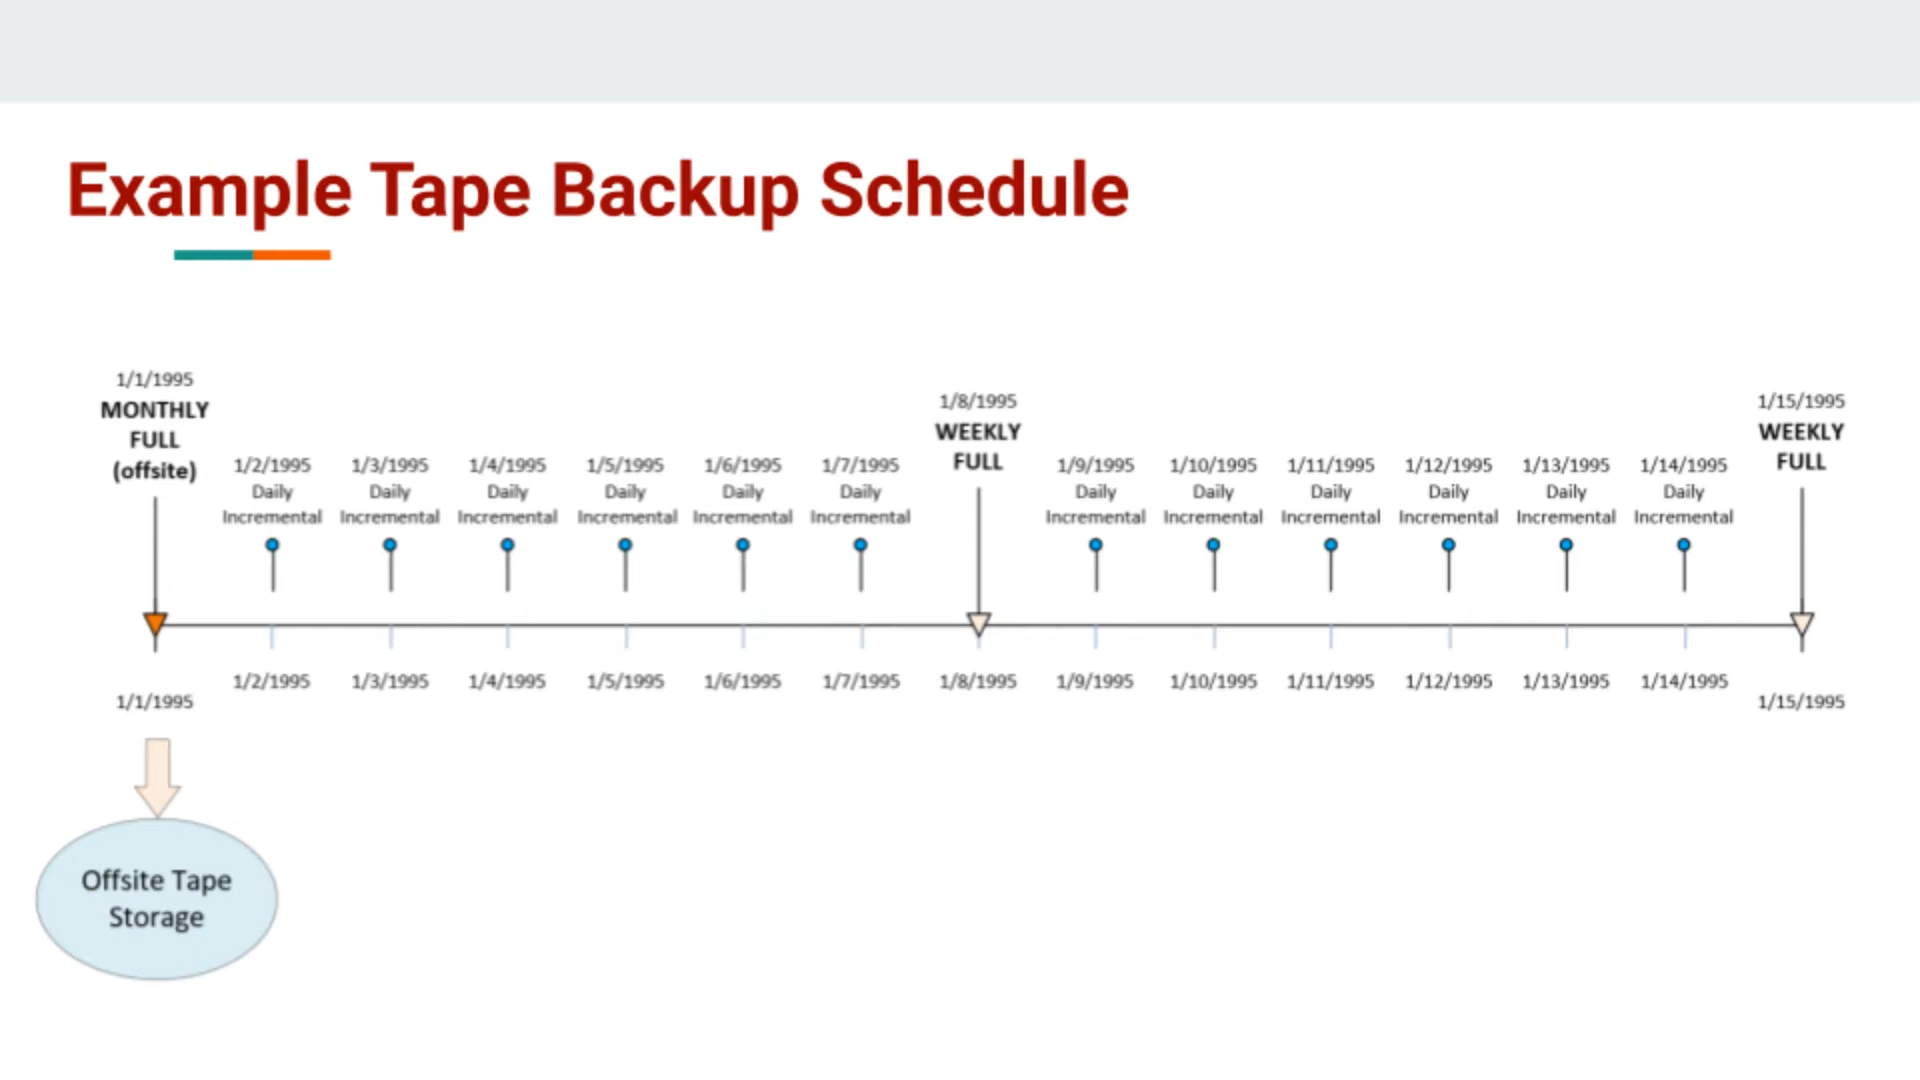 Example Tape Backup Schedule
1/1/1995
MONTHLY
FULL
(offsite)
1/2/1995
Daily
Incremental
1/3/1995
Daily
Incremental
1/4/1995
Daily
Incremental
1/5/1995
Daily
Incremental
1/6/1995
Daily
Incremental
1/7/1995
Daily
Incremental
1/8/1995
WEEKLY
FULL
1/9/1995
Daily
Incremental
1/10/1995
Daily
Incremental
1/11/1995
Daily
Incremental
1/12/1995
Daily
Incremental
1/13/1995
Daily
Incremental
1/14/1995
Daily
Incremental
1/15/1995
WEEKLY
FULL
1/1/1995
1/2/1995
1/3/1995
1/4/1995
1/5/1995
1/6/1995
1/7/1995
1/8/1995
1/9/1995
1/10/1995
1/11/1995
1/12/1995
1/13/1995
1/14/1995
1/15/1995
Offsite Tape
Storage